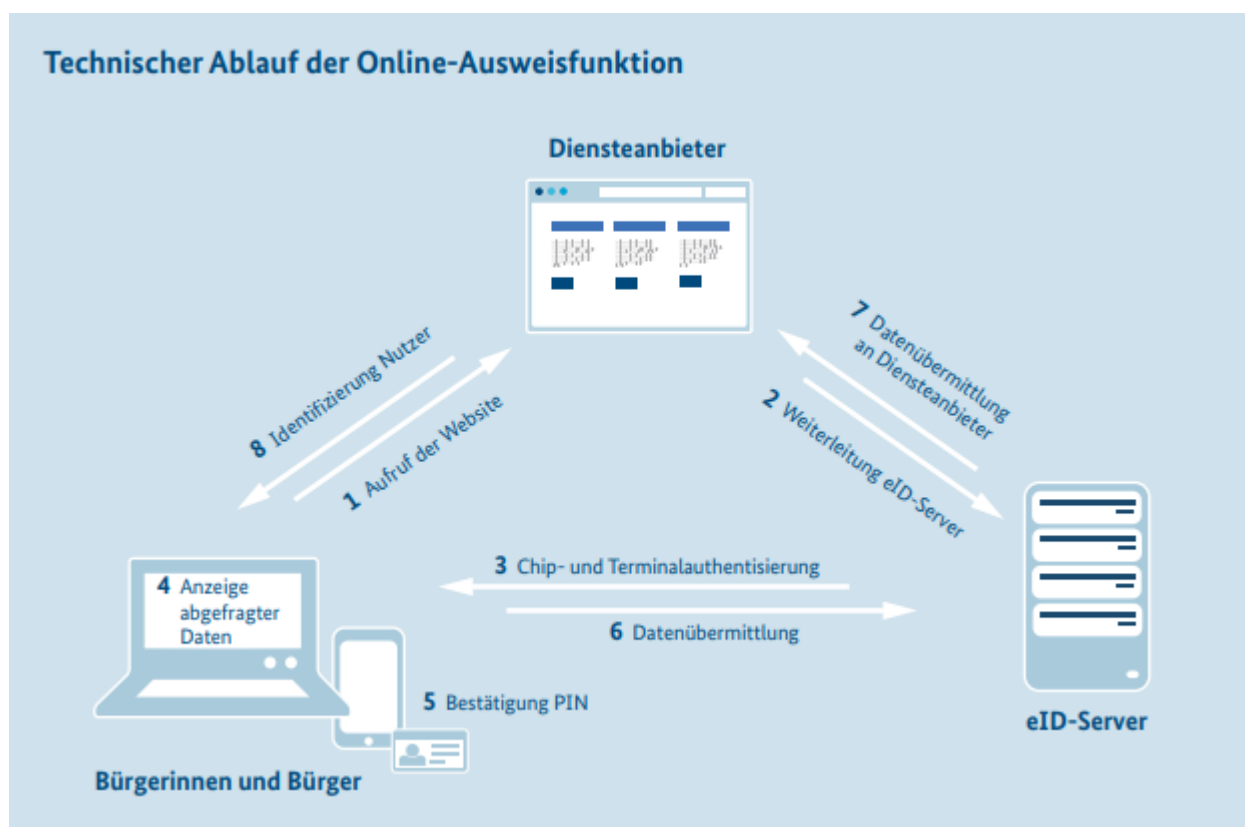 Technischer Ablauf der Online-Ausweisfunktion
Diensteanbieter
8 Identifizierung Nutzer
1 Aufruf der Website
7 Datenübermittlung
an Diensteanbieter
2 Weiterleitung eID-Server
3 Chip- und Terminalauthentisierung
4 Anzeige
abgefragter
Daten
6 Datenübermittlung
5 Bestätigung PIN
eID-Server
Bürgerinnen und Bürger